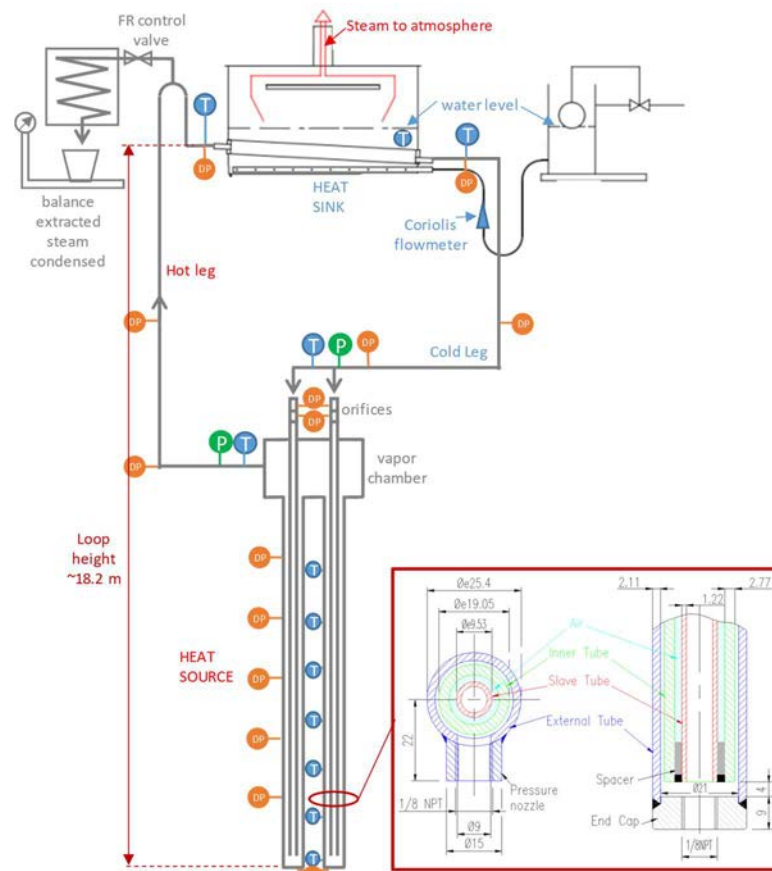 FR control
valve
Steam to atmosphere
water level
T
T
T
DP
DP
HEAT
SINK
balance
extracted
steam
condensed
Coriolis
flowmeter
Hot leg
DP
DP
Cold Leg
T
P
DP
DP
DP
orifices
P
T
vapor
chamber
DP
Loop
height
~18.2 m
DP
T
DP
T
HEAT
SOURCE
DP
T
T
DP
T
DP
T
T
Øe25.4
Øe19.05
Øe9.53
2.11
1.22
2.77
Air
Inner Tube
Slave Tube
External Tube
22
Pressure
nozzle
1/8 NPT
Ø9
Ø15
Spacer
End Cap
Ø21
4
9
1/8NPT